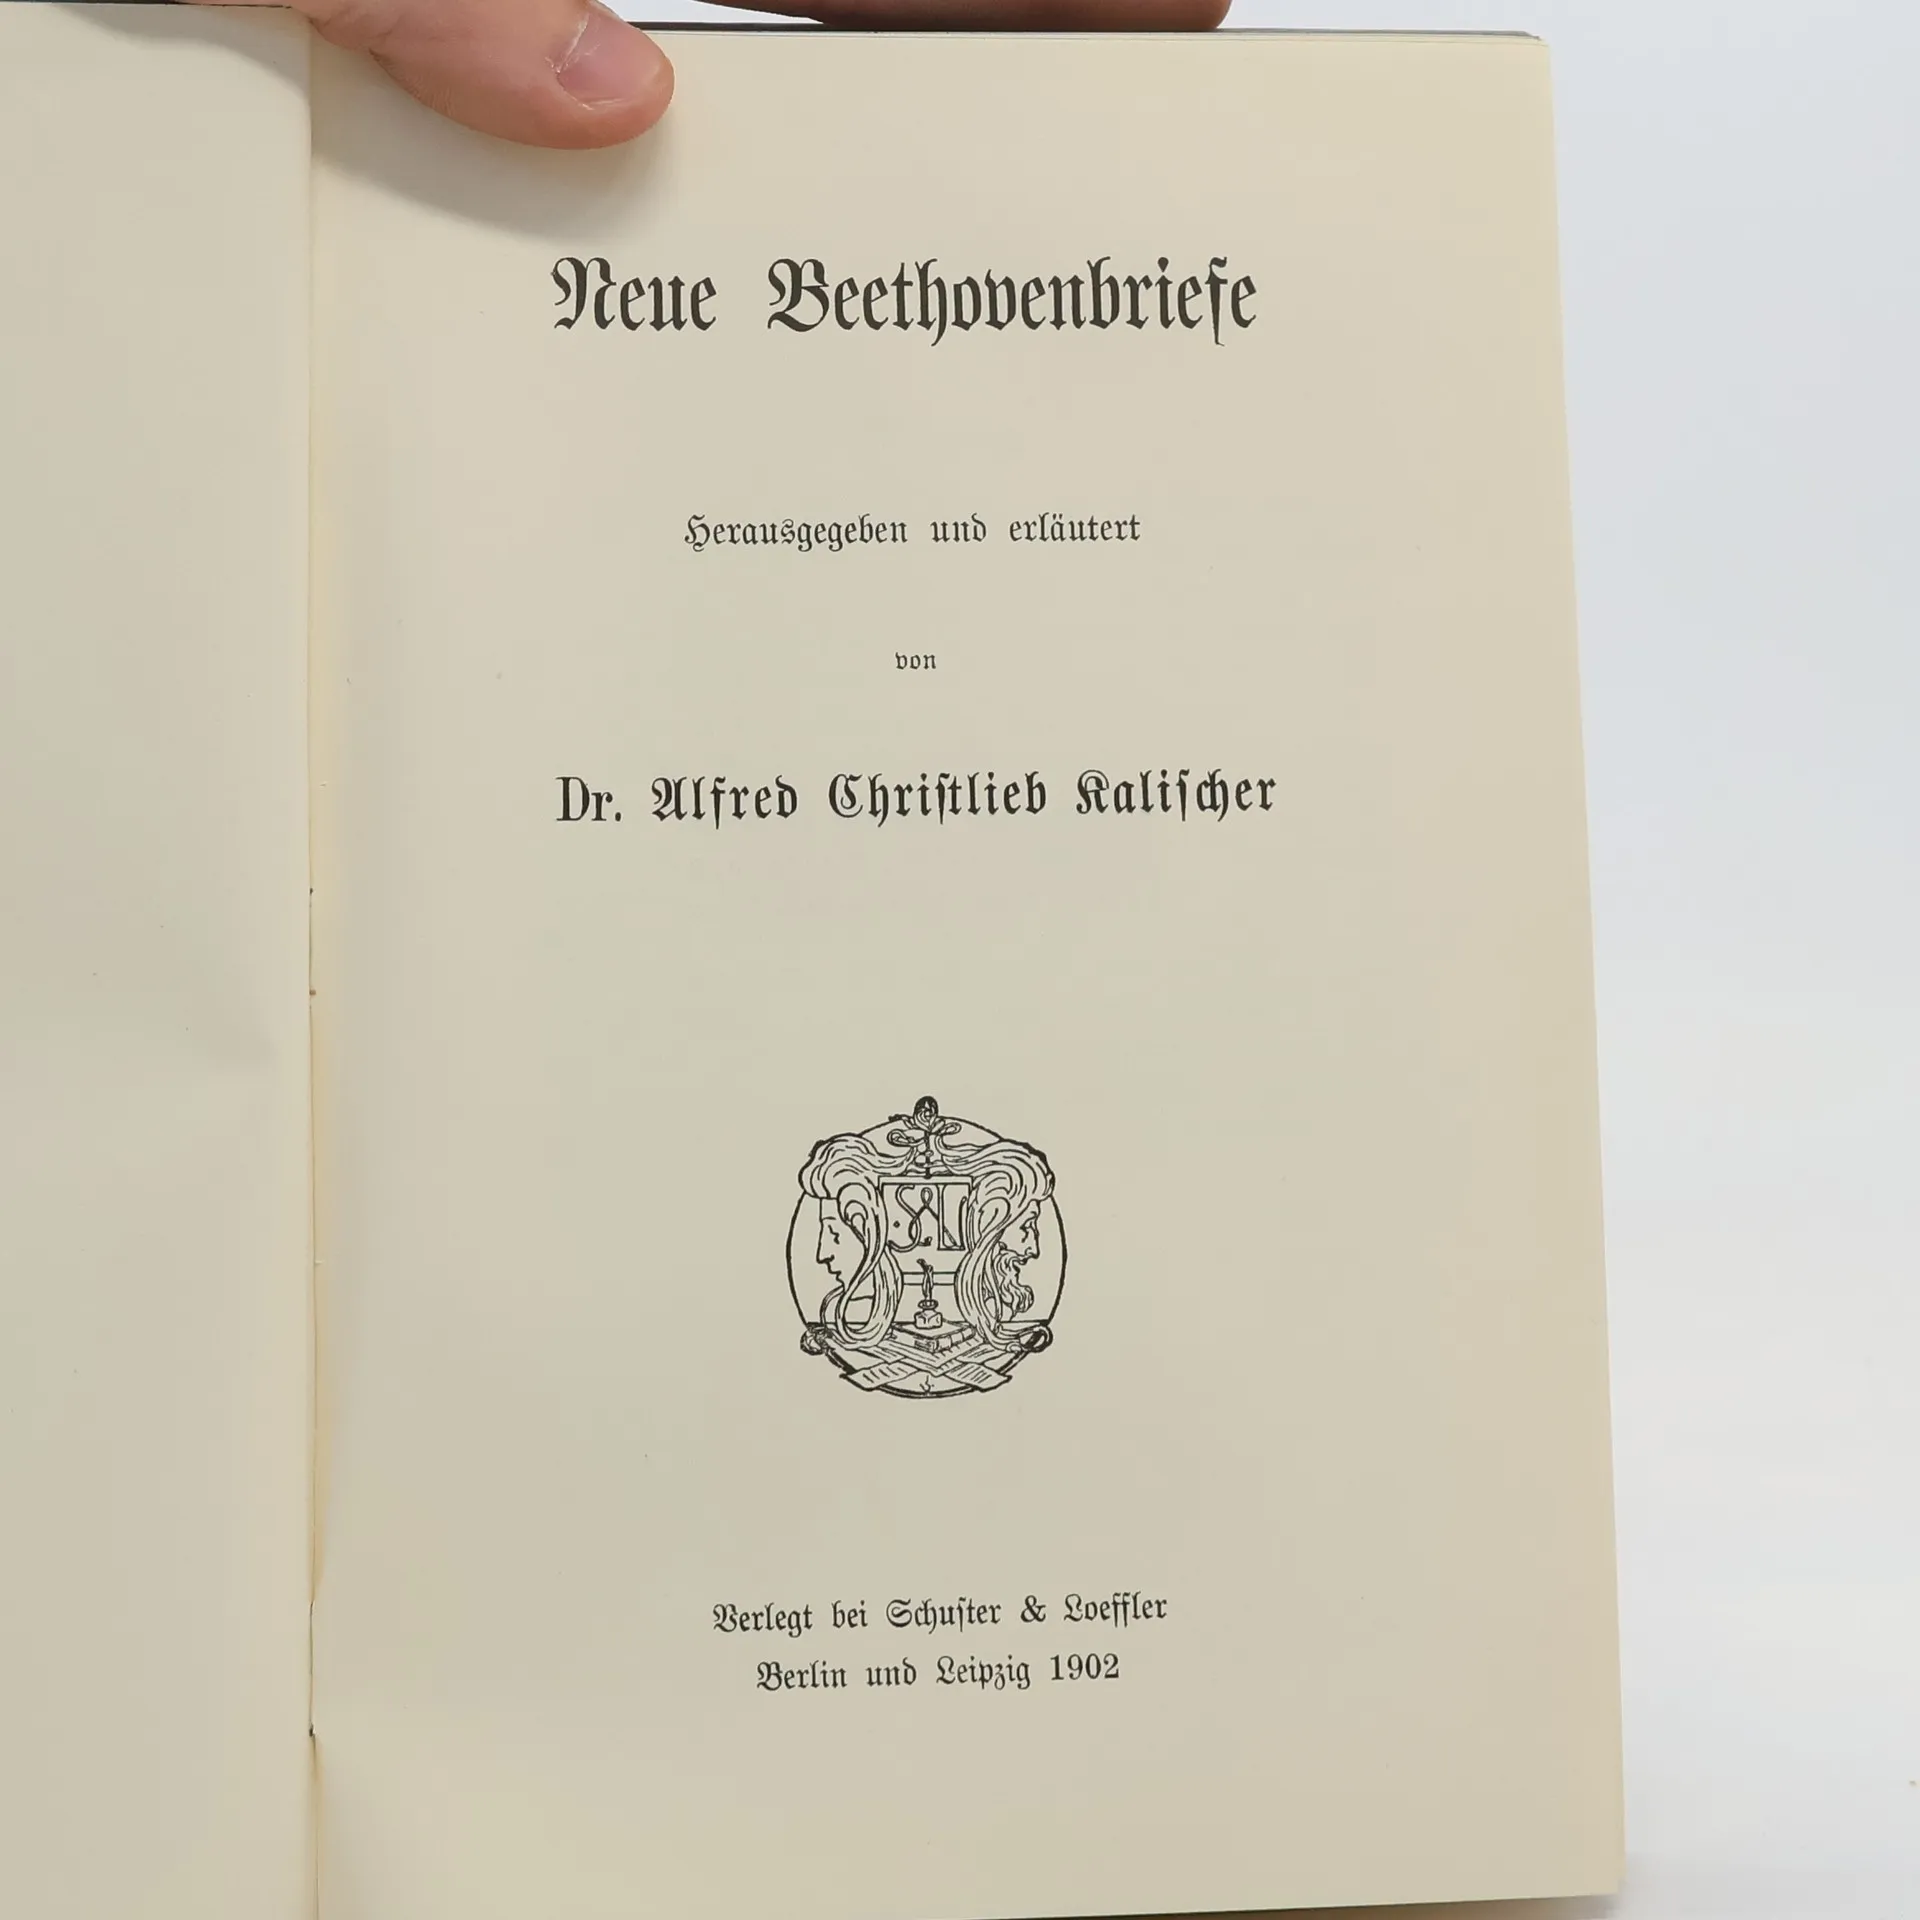 Neue Beethovenbriefe
Herausgegeben und erläutert
von
Dr. Alfred Chriſtlieb Kaliſcher
S&L
Verlegt bei Schuſter & Loeffler
Berlin und Leipzig 1902